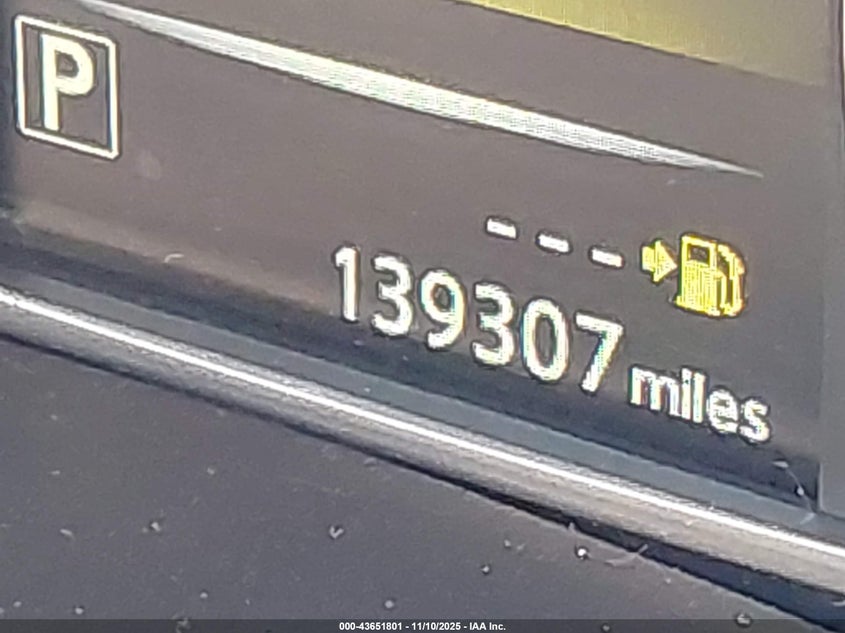 P
---
139307 miles
000-43651801 - 11/10/2025 - IAA Inc.